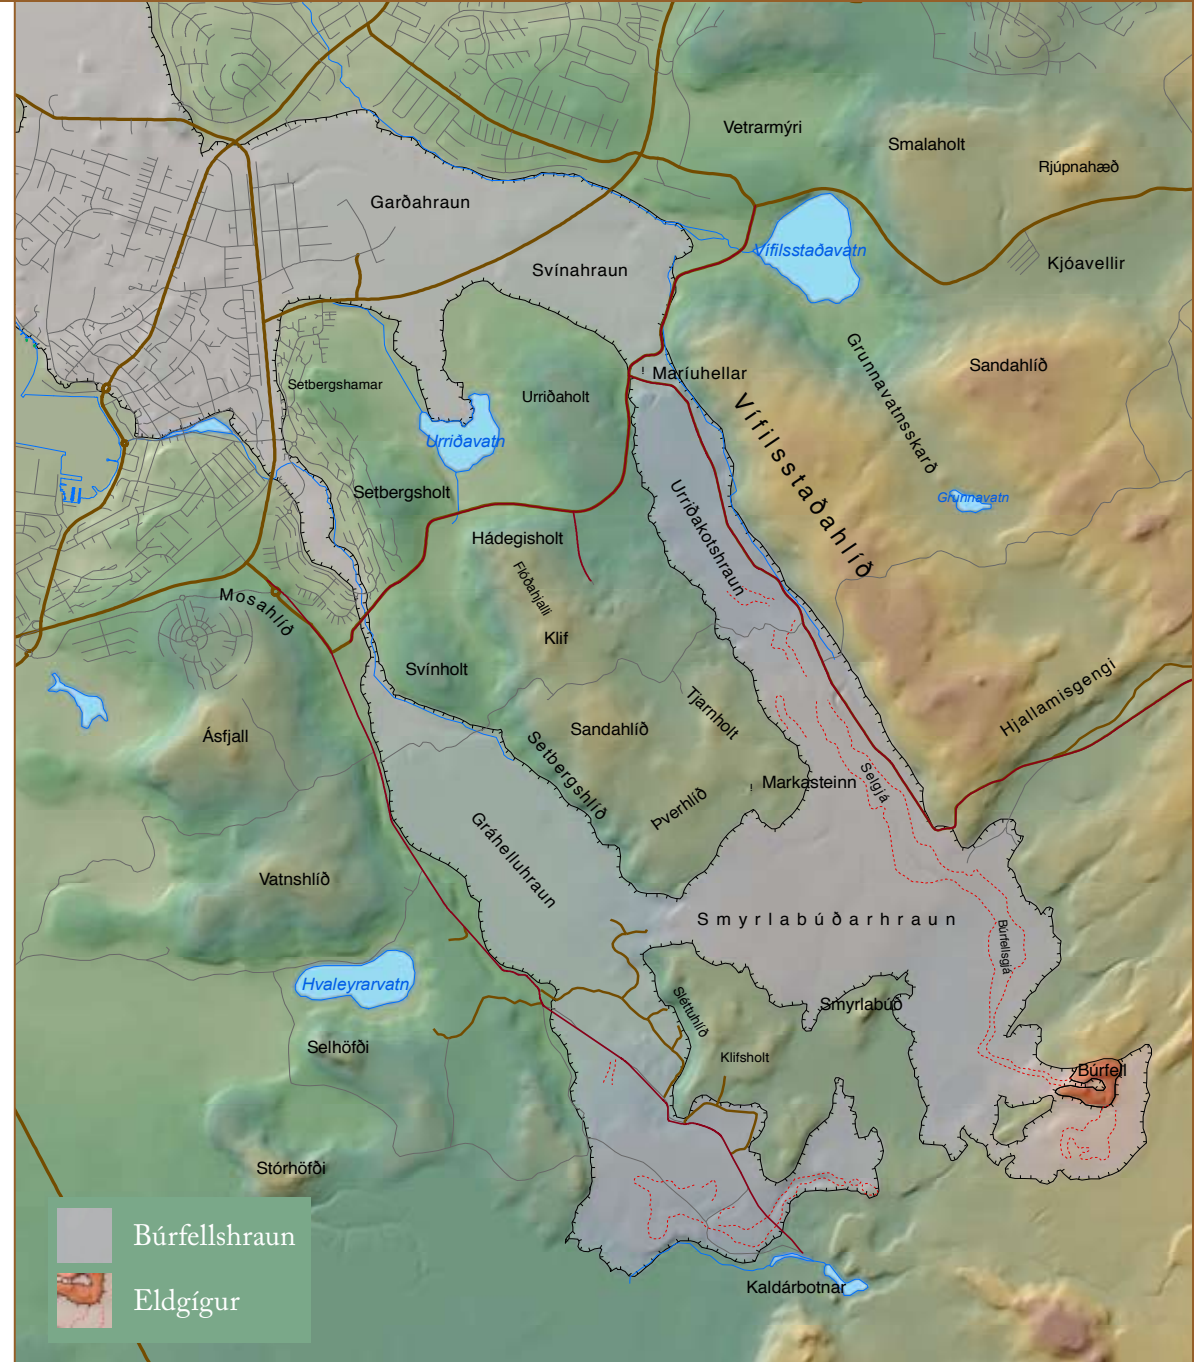 Vetrarmýri
Smalaholt
Rjúpnahæð
Garðahraun
Vífilsstaðavatn
Kjóavellir
Svínahraun
Grunnavatnsskarð
Sandahlíð
Maríuhellar
Setbergshamar
Urriðaholt
Vífilsstaðahlíð
Urriðavatn
Setbergsholt
Urriðakotshraun
Grunnavatn
Hádegisholt
Flóðahjalli
Mosahlíð
Klif
Svínholt
Hjallamisgengi
Tjarnholt
Ásfjall
Sandahlíð
Setbergshlíð
Selgjá
Markasteinn
Þverhlíð
Gráhelluhraun
Vatnshlíð
Smyrlabúðarhraun
Búrfellsgjá
Hvaleyrarvatn
Sléttuhlíð
Smyrlabúð
Selhöfði
Klifsholt
Búrfell
Stórhöfði
Búrfellshraun
Kaldárbotnar
Eldgígur